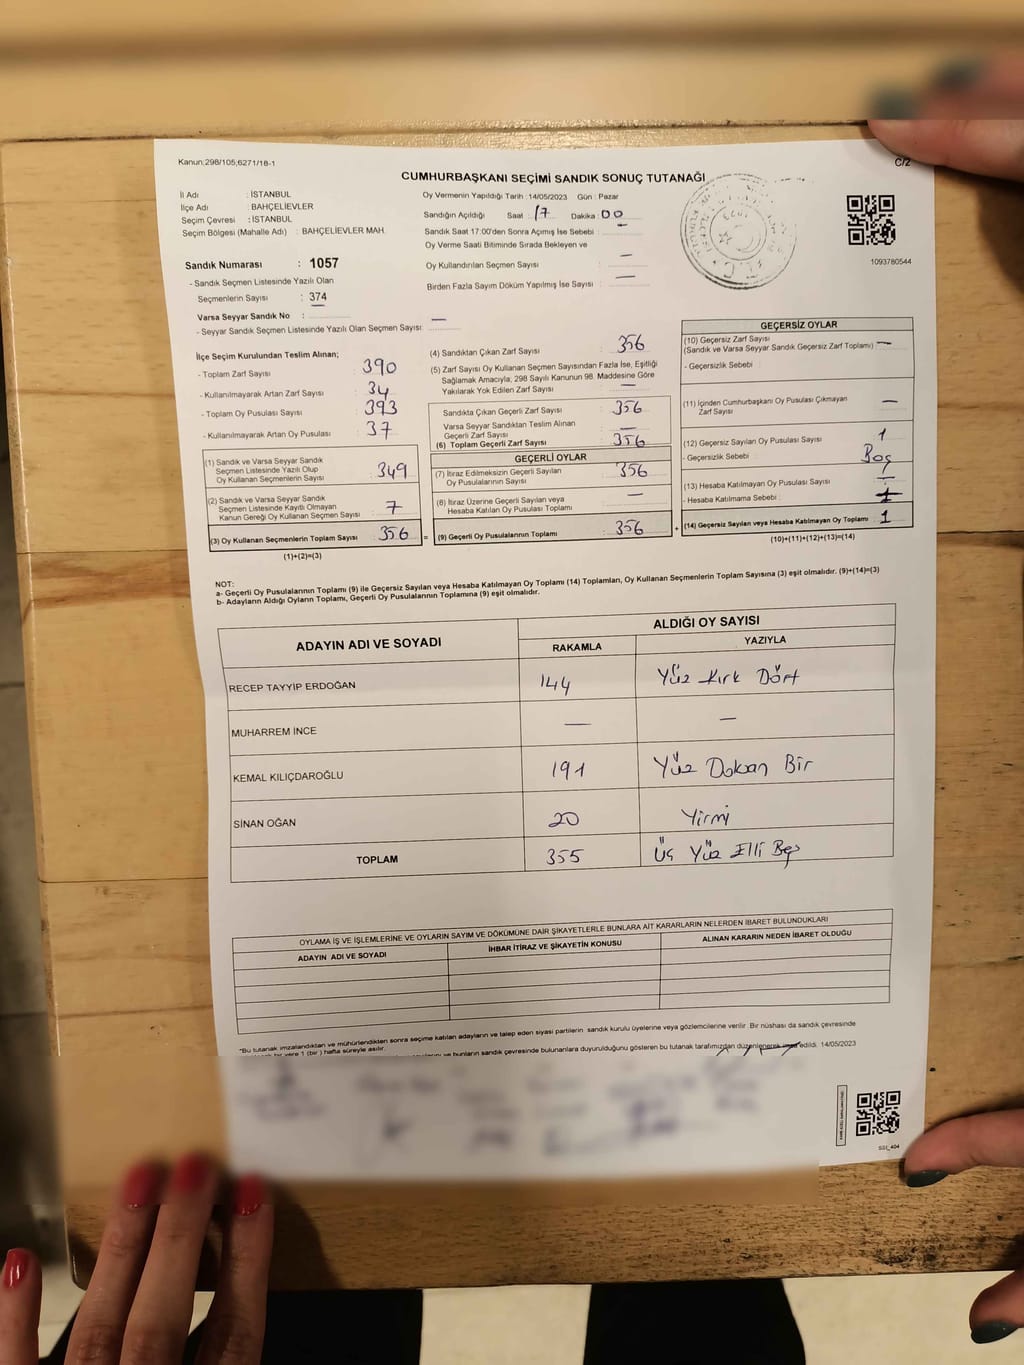 Kanun:298/105;6271/18-1
C/2
CUMHURBAŞKANI SEÇİMİ SANDIK SONUÇ TUTANAĞI
İl Adı : İSTANBUL
İlçe Adı : BAHÇELİEVLER
Seçim Çevresi : İSTANBUL
Seçim Bölgesi (Mahalle Adı) : BAHÇELİEVLER MAH.
Sandık Numarası : 1057
- Sandık Seçmen Listesinde Yazılı Olan
Seçmenlerin Sayısı : 374
Varsa Seyyar Sandık No : —
- Seyyar Sandık Seçmen Listesinde Yazılı Olan Seçmen Sayısı: —
Oy Vermenin Yapıldığı Tarih : 14/05/2023 Gün : Pazar
Sandığın Açıldığı Saat : 17 Dakika : 00
Sandık Saat 17:00'den Sonra Açımış İse Sebebi : —
Oy Verme Saati Bitiminde Sırada Bekleyen ve
Oy Kullandırılan Seçmen Sayısı : —
Birden Fazla Sayım Döküm Yapılmış İse Sayısı : —
1093780544
İlçe Seçim Kurulundan Teslim Alınan;
- Toplam Zarf Sayısı : 390
- Kullanılmayarak Artan Zarf Sayısı : 34
- Toplam Oy Pusulası Sayısı : 393
- Kullanılmayarak Artan Oy Pusulası : 37
(1) Sandık ve Varsa Seyyar Sandık
Seçmen Listesinde Yazılı Olup
Oy Kullanan Seçmenlerin Sayısı : 349
(2) Sandık ve Varsa Seyyar Sandık
Seçmen Listesinde Kayıtlı Olmayan
Kanun Gereği Oy Kullanan Seçmen Sayısı : 7
(3) Oy Kullanan Seçmenlerin Toplam Sayısı : 356
(1)+(2)=(3)
(4) Sandıktan Çıkan Zarf Sayısı : 356
(5) Zarf Sayısı Oy Kullanan Seçmen Sayısından Fazla İse, Eşitliği
Sağlamak Amacıyla; 298 Sayılı Kanunun 98. Maddesine Göre
Yakılarak Yok Edilen Zarf Sayısı : —
Sandıkta Çıkan Geçerli Zarf Sayısı : 356
Varsa Seyyar Sandıktan Teslim Alınan
Geçerli Zarf Sayısı : —
(6) Toplam Geçerli Zarf Sayısı : 356
GEÇERLİ OYLAR
(7) İtiraz Edilmeksizin Geçerli Sayılan
Oy Pusulalarının Sayısı : 356
(8) İtiraz Üzerine Geçerli Sayılan veya
Hesaba Katılan Oy Pusulası Toplamı : —
= (9) Geçerli Oy Pusulalarının Toplamı : 356 +
GEÇERSİZ OYLAR
(10) Geçersiz Zarf Sayısı
(Sandık ve Varsa Seyyar Sandık Geçersiz Zarf Toplamı) : —
- Geçersizlik Sebebi :
(11) İçinden Cumhurbaşkanı Oy Pusulası Çıkmayan
Zarf Sayısı : —
(12) Geçersiz Sayılan Oy Pusulası Sayısı : 1
- Geçersizlik Sebebi : Boş
(13) Hesaba Katılmayan Oy Pusulası Sayısı : —
- Hesaba Katılmama Sebebi :
(14) Geçersiz Sayılan veya Hesaba Katılmayan Oy Toplamı : 1
(10)+(11)+(12)+(13)=(14)
NOT:
a- Geçerli Oy Pusulalarının Toplamı (9) ile Geçersiz Sayılan veya Hesaba Katılmayan Oy Toplamı (14) Toplamları, Oy Kullanan Seçmenlerin Toplam Sayısına (3) eşit olmalıdır. (9)+(14)=(3)
b- Adayların Aldığı Oyların Toplamı, Geçerli Oy Pusulalarının Toplamına (9) eşit olmalıdır.
ADAYIN ADI VE SOYADI ALDIĞI OY SAYISI
RAKAMLA YAZIYLA
RECEP TAYYİP ERDOĞAN 144 Yüz Kırk Dört
MUHARREM İNCE — —
KEMAL KILIÇDAROĞLU 191 Yüz Doksan Bir
SİNAN OĞAN 20 Yirmi
TOPLAM 355 Üç Yüz Elli Beş
OYLAMA İŞ VE İŞLEMLERİNE VE OYLARIN SAYIM VE DÖKÜMÜNE DAİR ŞİKAYETLERLE BUNLARA AİT KARARLARIN NELERDEN İBARET BULUNDUKLARI
ADAYIN ADI VE SOYADI İHBAR İTİRAZ VE ŞİKAYETİN KONUSU ALINAN KARARIN NEDEN İBARET OLDUĞU
*Bu tutanak imzalandıktan ve mühürlendikten sonra seçime katılan adayların ve talep eden siyasi partilerin sandık kurulu üyelerine veya gözlemcilerine verilir. Bir nüshası da sandık çevresinde
yere 1 (bir) hafta süreyle asılır.
bunların sandık çevresinde bulunanlara duyurulduğunu gösteren bu tutanak tarafımızdan düzenlenerek edildi. 14/05/2023
SSI_404